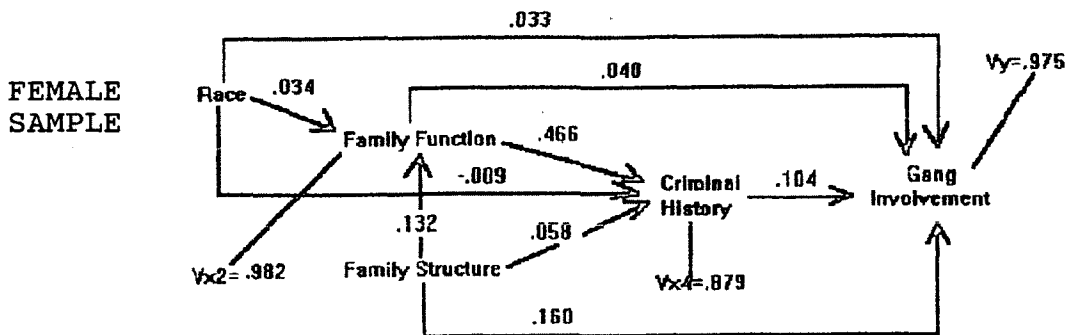 .033
FEMALE
SAMPLE
Race
.034
.040
Vy=.975
Family Function
.466
-.009
Criminal
History
.104
Gang
Involvement
.132
.058
Vx2=.982
Family Structure
Vx4=.879
.160